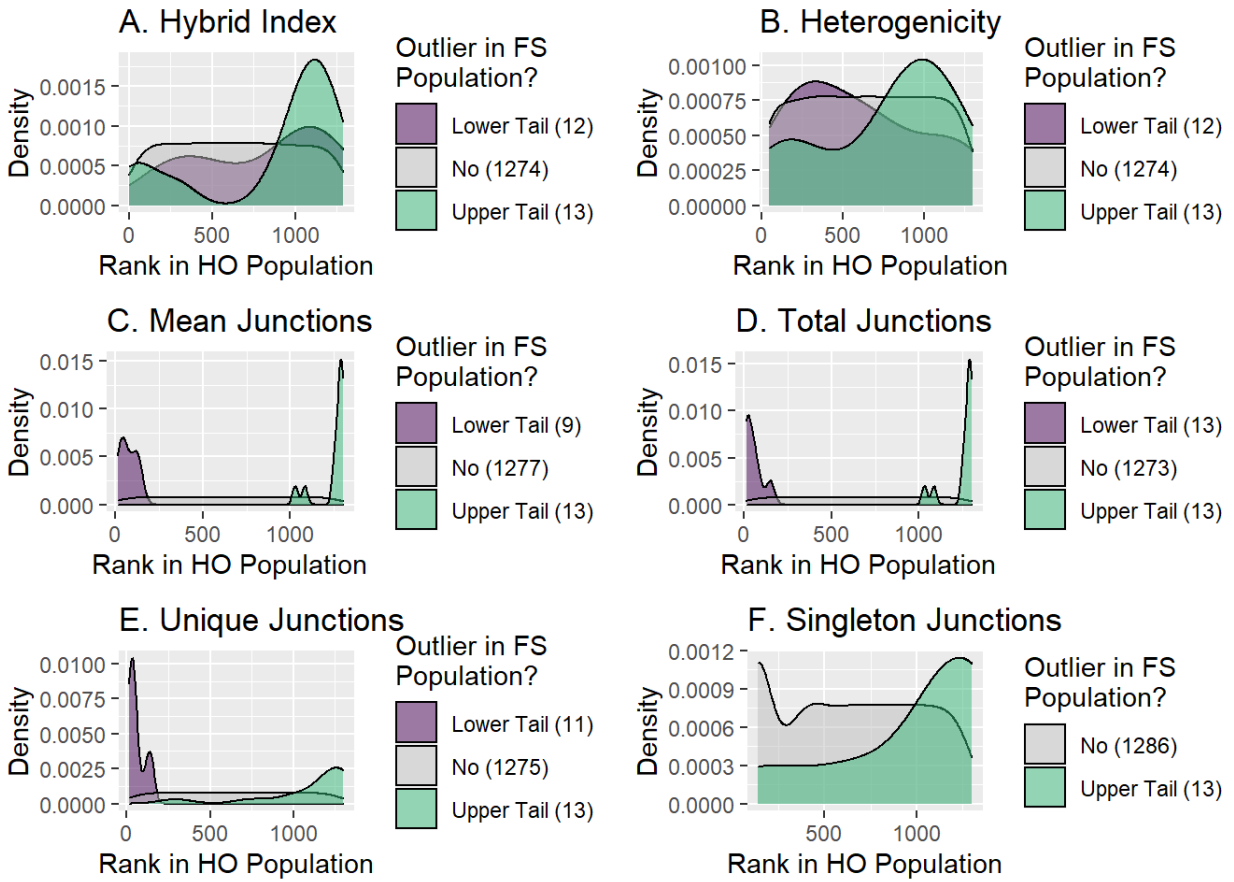 A. Hybrid Index
Density
0.0015
0.0010
0.0005
0.0000
0
500
1000
Rank in HO Population
Outlier in FS
Population?
Lower Tail (12)
No (1274)
Upper Tail (13)
B. Heterogenicity
Density
0.00100
0.00075
0.00050
0.00025
0.00000
0
500
1000
Rank in HO Population
Outlier in FS
Population?
Lower Tail (12)
No (1274)
Upper Tail (13)
C. Mean Junctions
Density
0.015
0.010
0.005
0.000
0
500
1000
Rank in HO Population
Outlier in FS
Population?
Lower Tail (9)
No (1277)
Upper Tail (13)
D. Total Junctions
Density
0.015
0.010
0.005
0.000
0
500
1000
Rank in HO Population
Outlier in FS
Population?
Lower Tail (13)
No (1273)
Upper Tail (13)
E. Unique Junctions
Density
0.0100
0.0075
0.0050
0.0025
0.0000
0
500
1000
Rank in HO Population
Outlier in FS
Population?
Lower Tail (11)
No (1275)
Upper Tail (13)
F. Singleton Junctions
Density
0.0012
0.0009
0.0006
0.0003
0.0000
500
1000
Rank in HO Population
Outlier in FS
Population?
No (1286)
Upper Tail (13)